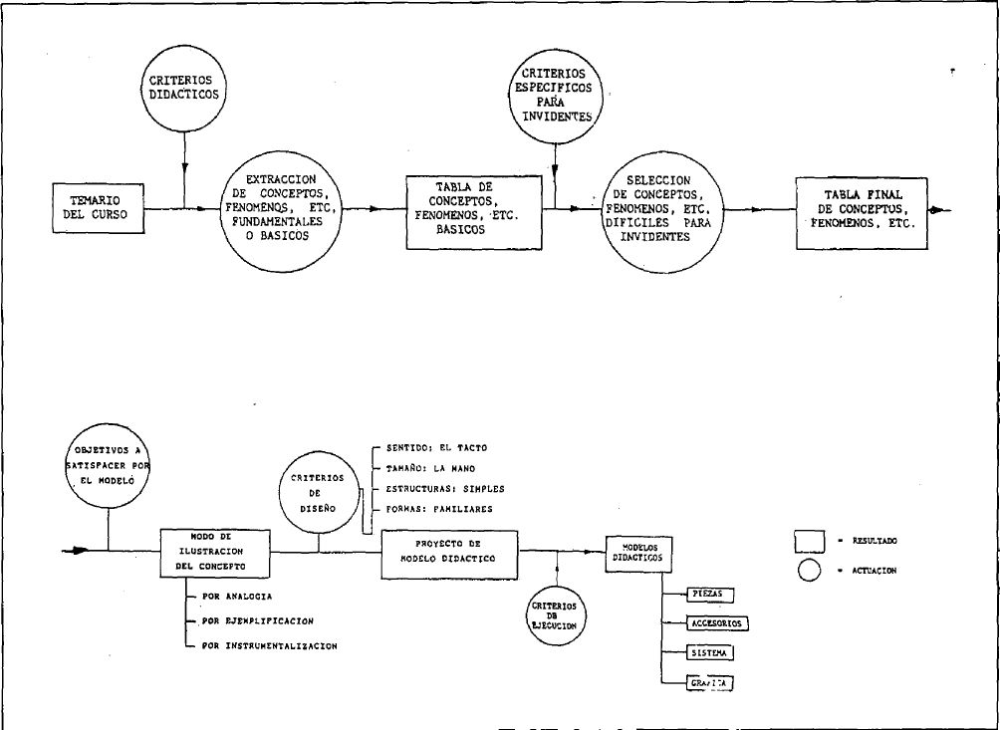 CRITERIOS
DIDACTICOS
CRITERIOS
ESPECIFICOS
PARA
INVIDENTES
TEMARIO
DEL CURSO
EXTRACCION
DE CONCEPTOS,
FENOMENOS, ETC,
FUNDAMENTALES
O BASICOS
TABLA DE
CONCEPTOS,
FENOMENOS, ETC.
BASICOS
SELECCION
DE CONCEPTOS,
FENOMENOS, ETC.
DIFICILES PARA
INVIDENTES
TABLA FINAL
DE CONCEPTOS,
FENOMENOS, ETC.
OBJETIVOS A
SATISFACER POR
EL MODELO
CRITERIOS
DE
DISEÑO
SENTIDO: EL TACTO
TAMAÑO: LA MANO
ESTRUCTURAS: SIMPLES
FORMAS: FAMILIARES
MODO DE
ILUSTRACION
DEL CONCEPTO
POR ANALOGIA
POR EJEMPLIFICACION
POR INSTRUMENTALIZACION
PROYECTO DE
MODELO DIDACTICO
CRITERIOS
DE
EJECUCION
MODELOS
DIDACTICOS
PIEZAS
ACCESORIOS
SISTEMA
GRAFICA
= RESULTADO
= ACTUACION